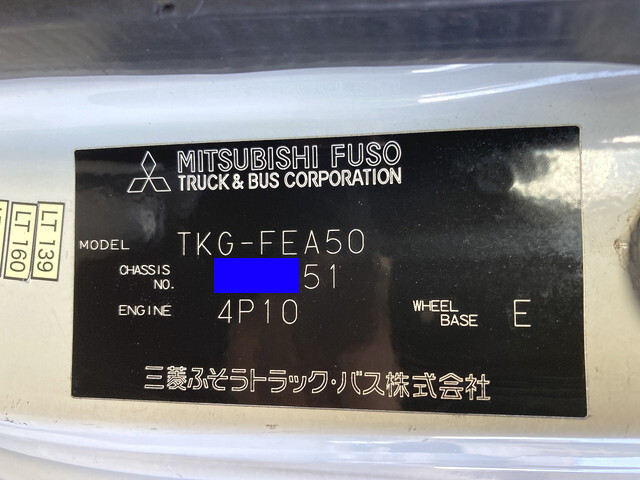 MITSUBISHI FUSO
TRUCK & BUS CORPORATION
MODEL TKG-FEA50
CHASSIS NO. 51
ENGINE 4P10 WHEEL BASE E
三菱ふそうトラック・バス株式会社
LT 139
LT 160